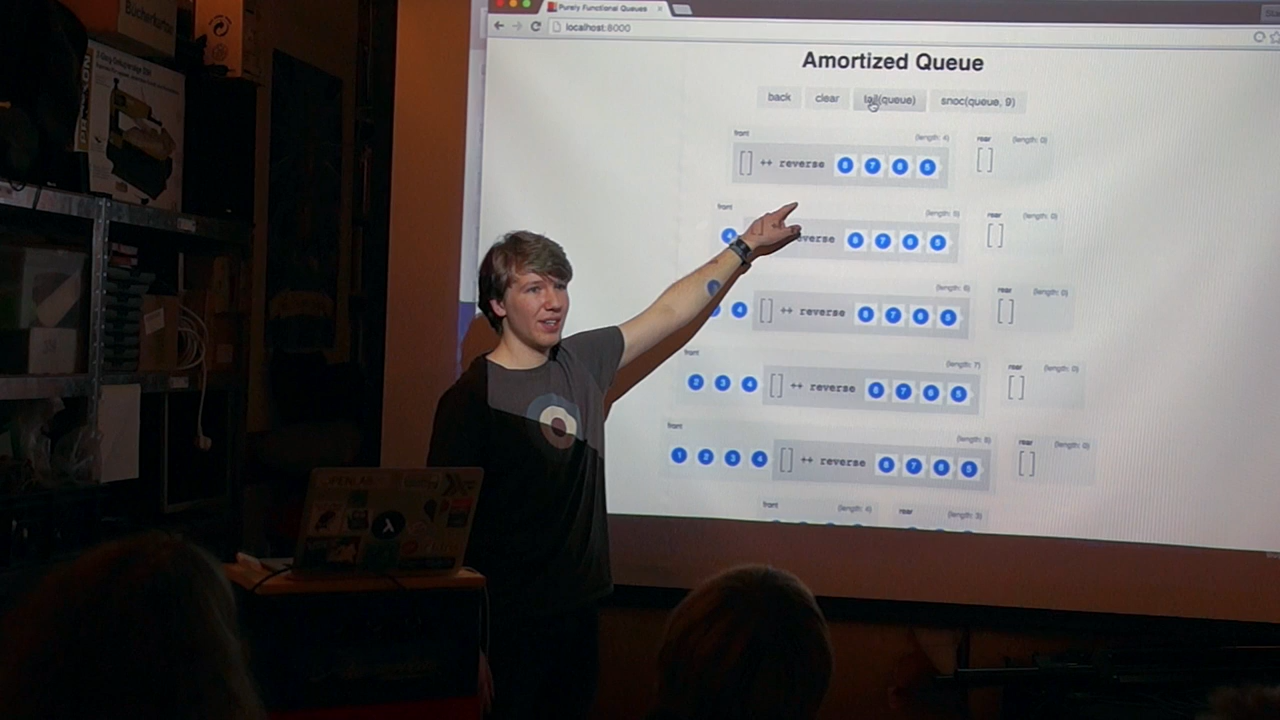 Bücherkarton
PROXXON
Purely Functional Queues
localhost:8000
Amortized Queue
back clear tail(queue) snoc(queue, 9)
front (length: 4) rear (length: 0)
[] ++ reverse 8 7 6 5 []
front (length: 5) rear (length: 0)
4 [] reverse 8 7 6 5 []
(length: 6) rear (length: 0)
4 [] ++ reverse 8 7 6 5 []
front (length: 7) rear (length: 0)
2 3 4 [] ++ reverse 8 7 6 5 []
front (length: 8) rear (length: 0)
1 2 3 4 [] ++ reverse 8 7 6 5 []
front (length: 4) rear (length: 3)